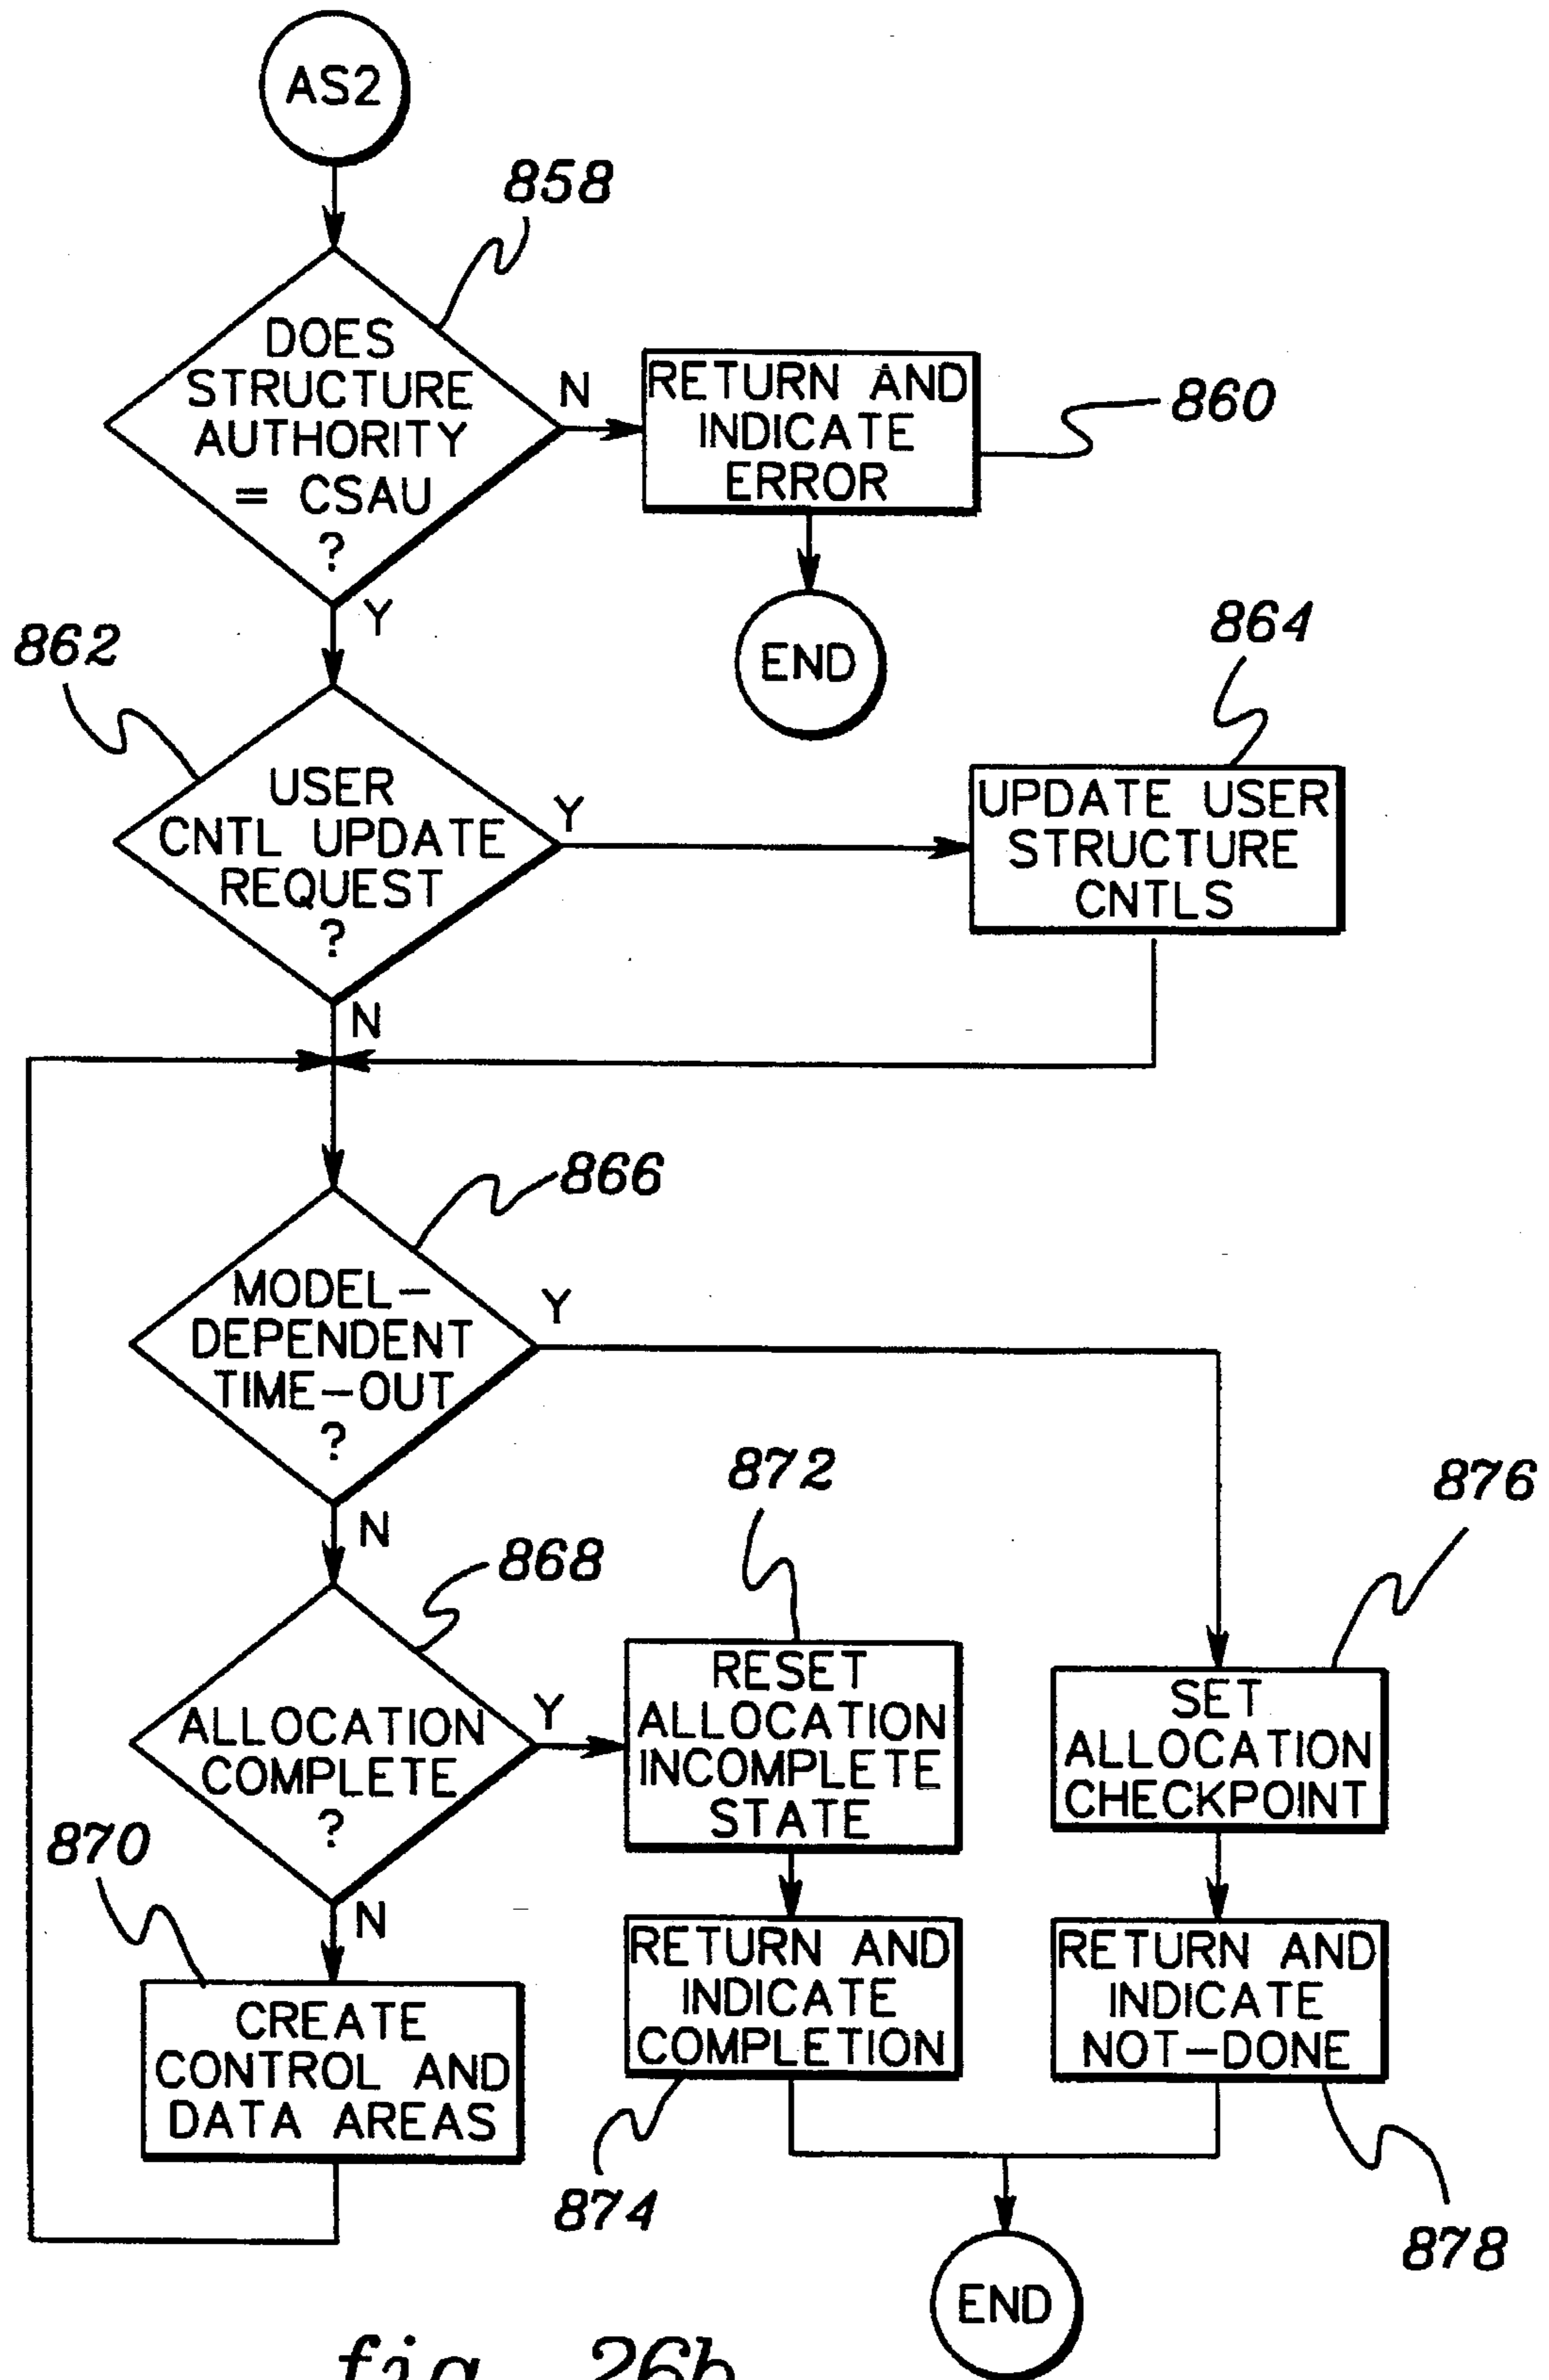 AS2
858
DOES
STRUCTURE
AUTHORITY
= CSAU
?
N
RETURN AND
INDICATE
ERROR
860
END
Y
862
USER
CNTL UPDATE
REQUEST
?
Y
864
UPDATE USER
STRUCTURE
CNTLS
N
866
MODEL-
DEPENDENT
TIME-OUT
?
Y
N
868
ALLOCATION
COMPLETE
?
Y
872
RESET
ALLOCATION
INCOMPLETE
STATE
876
SET
ALLOCATION
CHECKPOINT
870
N
CREATE
CONTROL AND
DATA AREAS
RETURN AND
INDICATE
COMPLETION
874
RETURN AND
INDICATE
NOT-DONE
878
END
fig. 26b